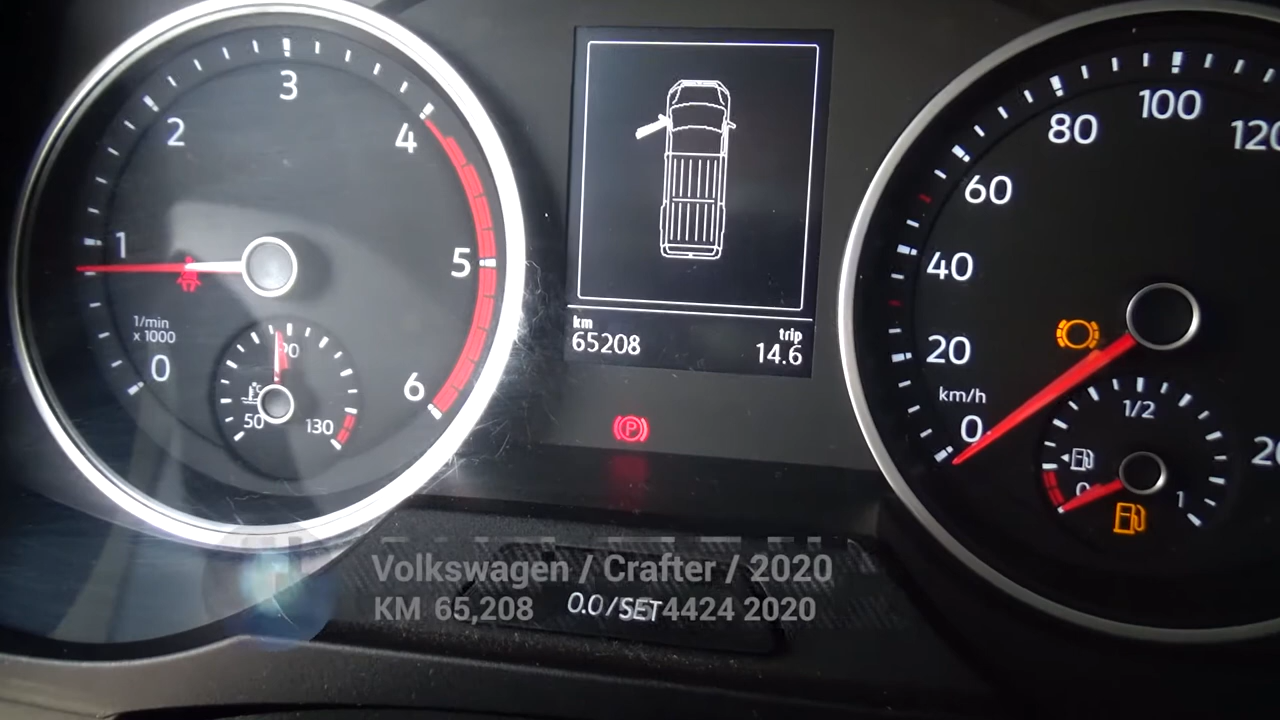 3
2
4
1
5
1/min
x 1000
0
6
90
°C
50
130
km
65208
trip
14.6
P
100
80
120
60
40
20
km/h
0
1/2
0
1
Volkswagen / Crafter / 2020
KM 65,208
4424 2020
0.0/SET